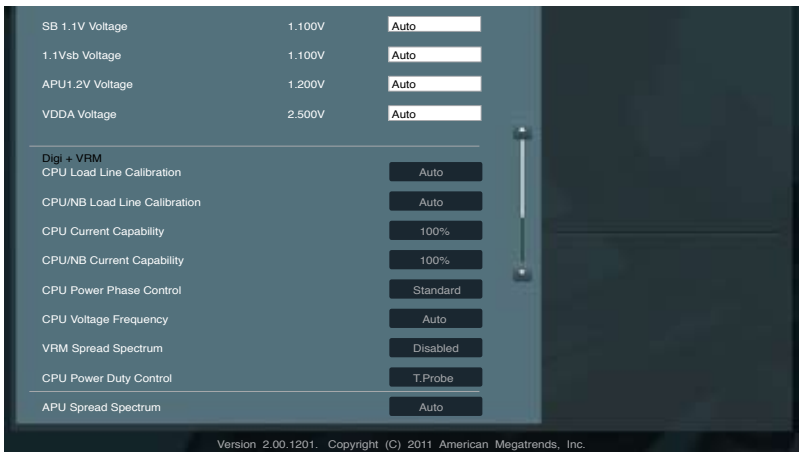 SB 1.1V Voltage 1.100V Auto
1.1Vsb Voltage 1.100V Auto
APU1.2V Voltage 1.200V Auto
VDDA Voltage 2.500V Auto
Digi + VRM
CPU Load Line Calibration Auto
CPU/NB Load Line Calibration Auto
CPU Current Capability 100%
CPU/NB Current Capability 100%
CPU Power Phase Control Standard
CPU Voltage Frequency Auto
VRM Spread Spectrum Disabled
CPU Power Duty Control T.Probe
APU Spread Spectrum Auto
Version 2.00.1201. Copyright (C) 2011 American Megatrends, Inc.